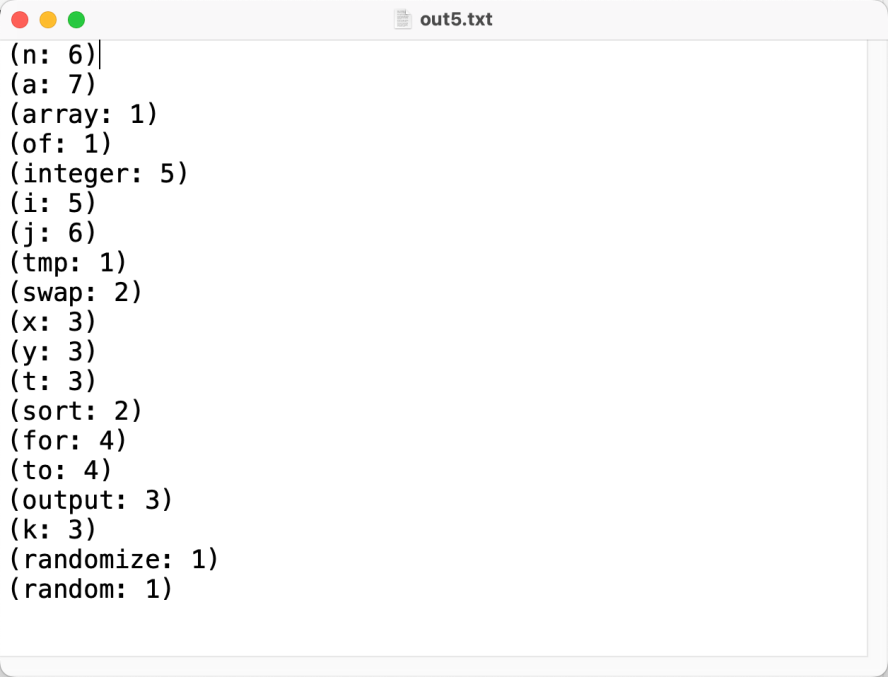 out5.txt
(n: 6)
(a: 7)
(array: 1)
(of: 1)
(integer: 5)
(i: 5)
(j: 6)
(tmp: 1)
(swap: 2)
(x: 3)
(y: 3)
(t: 3)
(sort: 2)
(for: 4)
(to: 4)
(output: 3)
(k: 3)
(randomize: 1)
(random: 1)